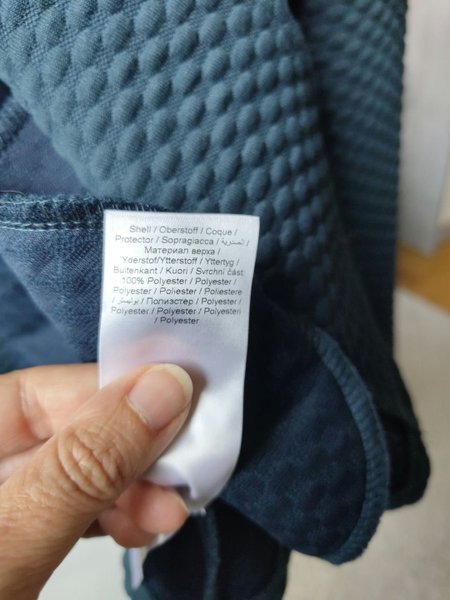 Shell / Oberstoff / Coque /
Protector / Sopragiacca / الصدرية /
Материал верха /
Yderstof/Ytterstoff / Yttertyg /
Buitenkant / Kuori / Svrchní část
100% Polyester / Polyester /
Polyester / Poliester / Poliestere
/ بوليستر / Полиэстер / Polyester /
Polyester / Polyester / Polyesteri
/ Polyester